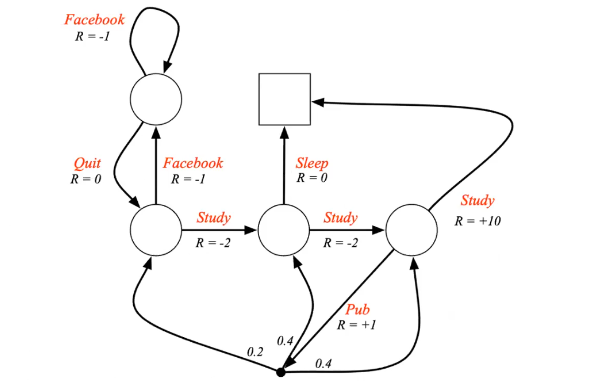 Facebook
R = -1
Quit
R = 0
Facebook
R = -1
Sleep
R = 0
Study
R = +10
Study
R = -2
Study
R = -2
Pub
R = +1
0.2
0.4
0.4